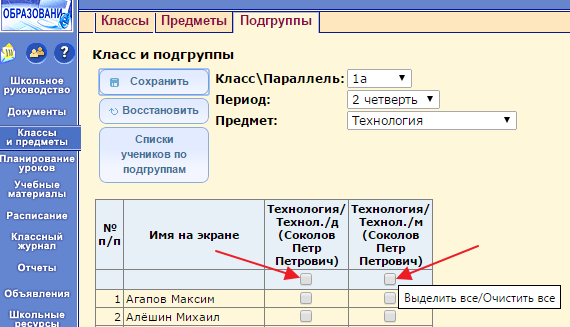 ОБРАЗОВАНИ
Классы
Предметы
Подгруппы
Школьное
руководство
Документы
Классы
и предметы
Планирование
уроков
Учебные
материалы
Расписание
Классный
журнал
Отчеты
Объявления
Школьные
ресурсы
Класс и подгруппы
Сохранить
Восстановить
Списки
учеников по
подгруппам
Класс\Параллель: 1а
Период: 2 четверть
Предмет: Технология
№
п/п
Имя на экране
Технология/
Технол./д
(Соколов
Петр
Петрович)
Технология/
Технол./м
(Соколов
Петр
Петрович)
1 Агапов Максим
2 Алёшин Михаил
Выделить все/Очистить все